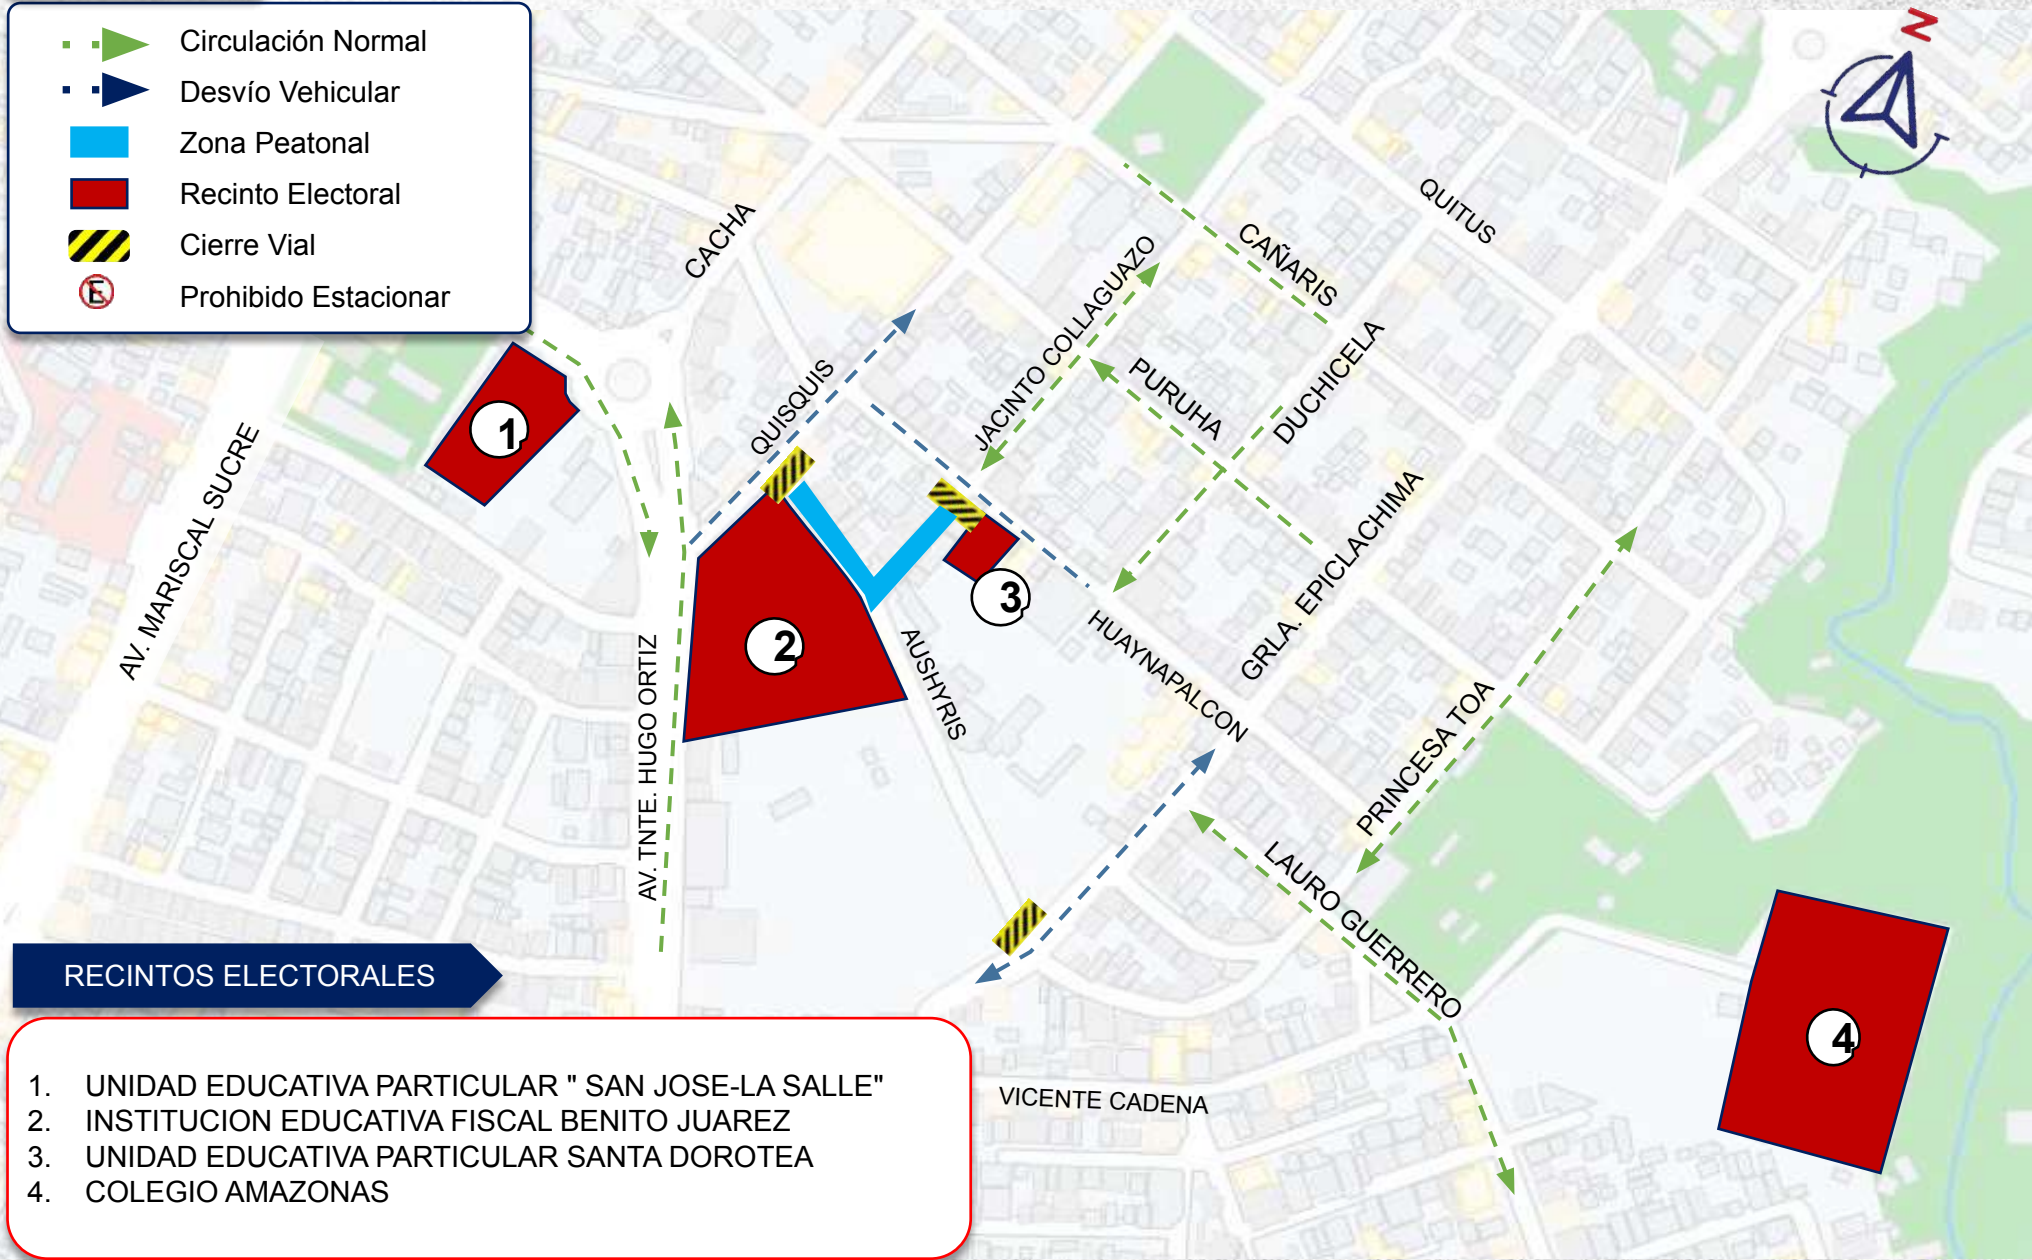 Circulación Normal
Desvío Vehicular
Zona Peatonal
Recinto Electoral
Cierre Vial
E
Prohibido Estacionar
N
QUITUS
CAÑARIS
CACHA
JACINTO COLLAGUAZO
DUCHICELA
PURUHA
QUISQUIS
1
AV. MARISCAL SUCRE
GRLA. EPICLACHIMA
3
2
HUAYNAPALCON
AUSHYRIS
AV. TNTE. HUGO ORTIZ
PRINCESA TOA
LAURO GUERRERO
4
VICENTE CADENA
RECINTOS ELECTORALES
1. UNIDAD EDUCATIVA PARTICULAR " SAN JOSE-LA SALLE"
2. INSTITUCION EDUCATIVA FISCAL BENITO JUAREZ
3. UNIDAD EDUCATIVA PARTICULAR SANTA DOROTEA
4. COLEGIO AMAZONAS